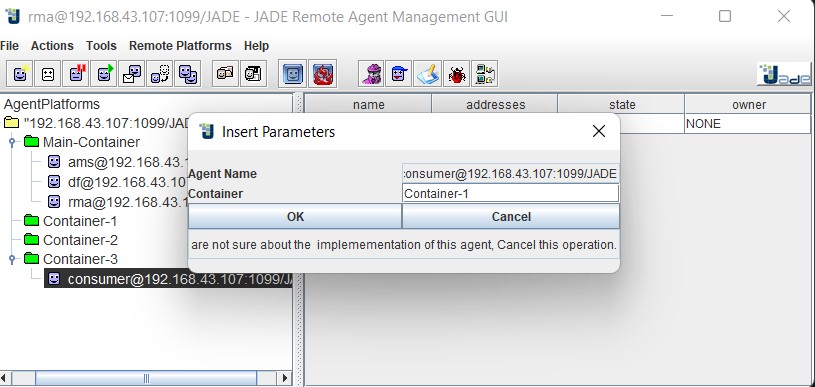 rma@192.168.43.107:1099/JADE - JADE Remote Agent Management GUI
File Actions Tools Remote Platforms Help
Jade
AgentPlatforms
"192.168.43.107:1099/JADE
Main-Container
ams@192.168.43.1
df@192.168.43.10
rma@192.168.43.1
Container-1
Container-2
Container-3
consumer@192.168.43.107:1099/J
name addresses state owner
NONE
Insert Parameters
Agent Name :onsumer@192.168.43.107:1099/JADE
Container Container-1
OK Cancel
are not sure about the implemementation of this agent, Cancel this operation.